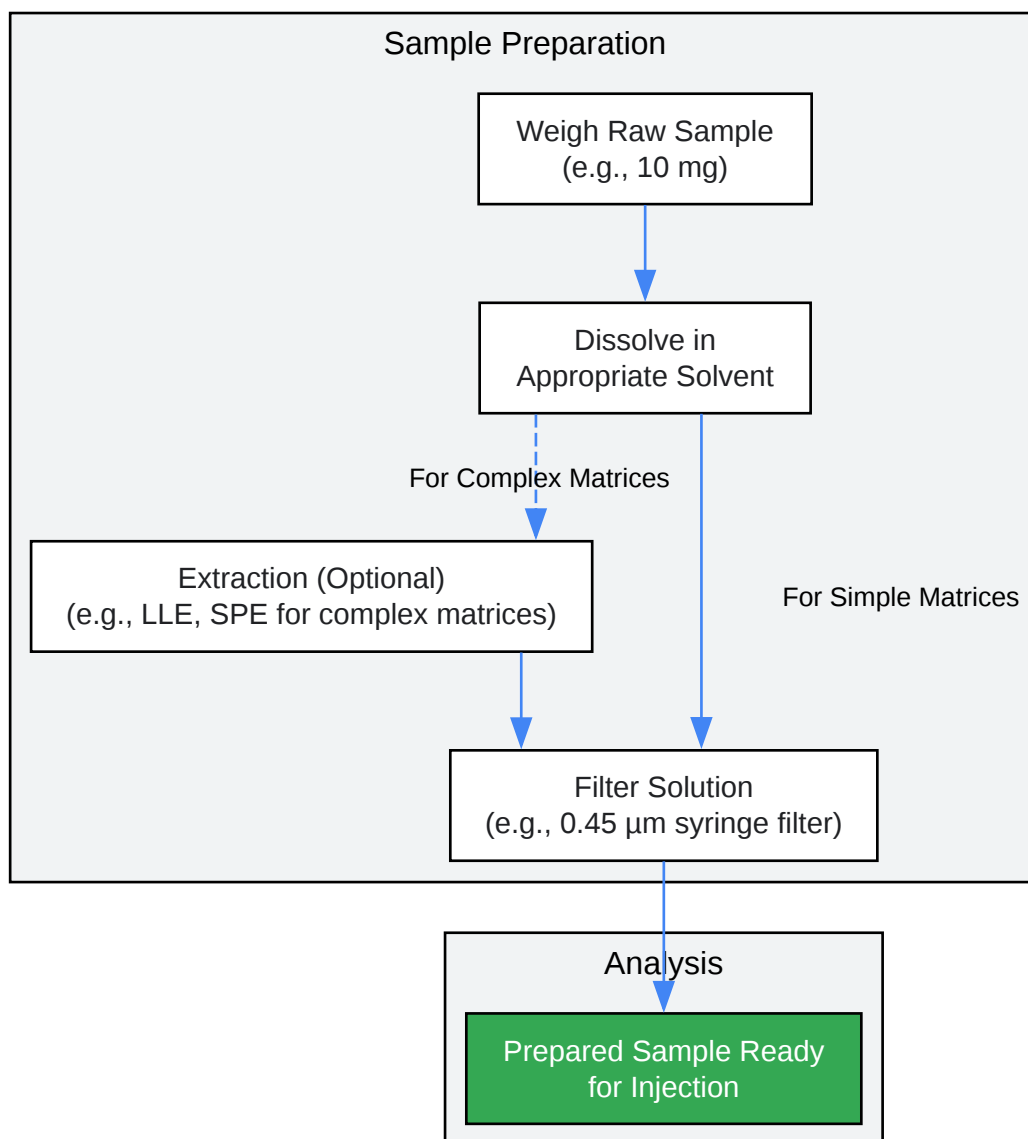 Sample Preparation
Weigh Raw Sample
(e.g., 10 mg)
Dissolve in
Appropriate Solvent
For Complex Matrices
Extraction (Optional)
(e.g., LLE, SPE for complex matrices)
For Simple Matrices
Filter Solution
(e.g., 0.45 µm syringe filter)
Analysis
Prepared Sample Ready
for Injection